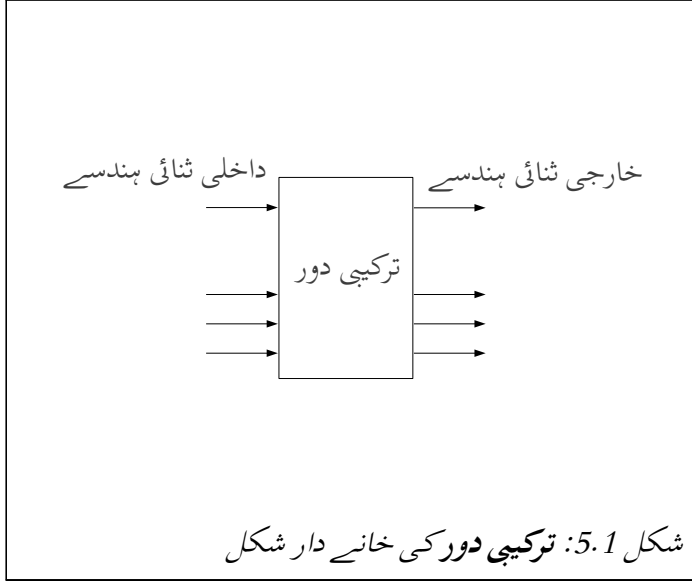 داخلی ثنائی ہندسے
خارجی ثنائی ہندسے
ترکیبی دور
شکل 5.1: ترکیبی دور کی خانے دار شکل